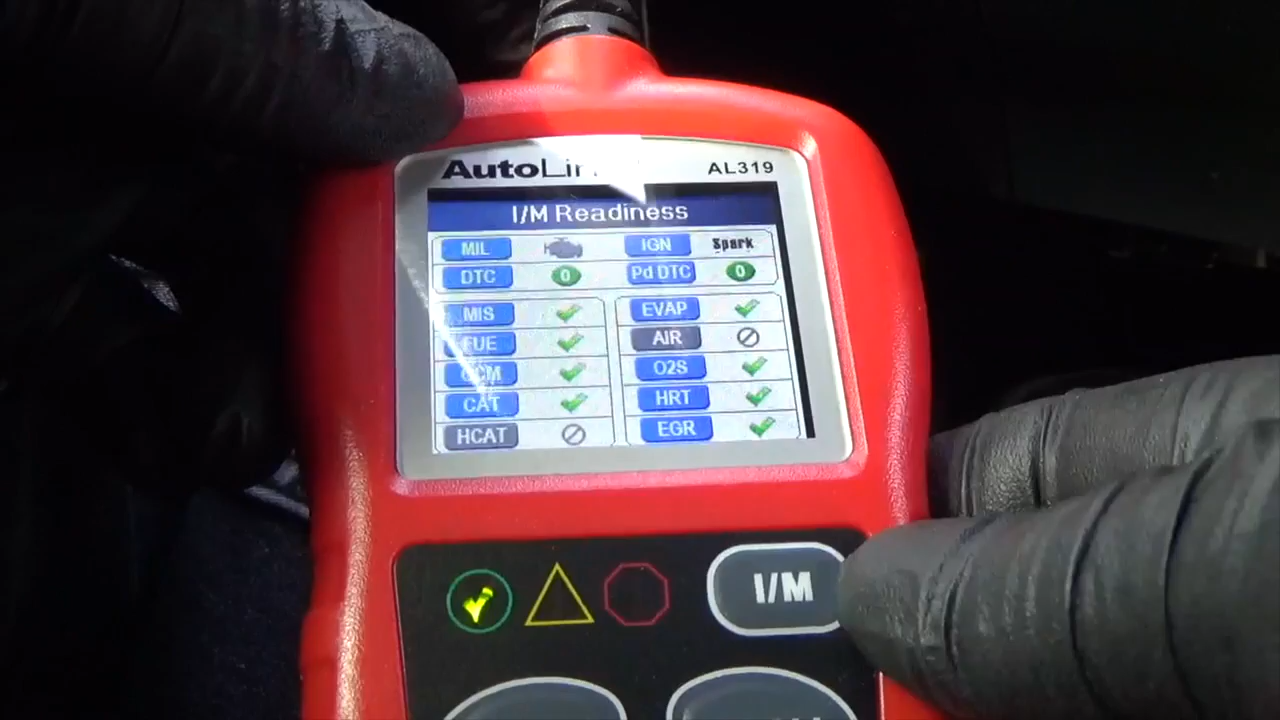 AutoLin AL319
I/M Readiness
MIL IGN Spark
DTC 0 Pd DTC 0
MIS EVAP
FUE AIR
CCM O2S
CAT HRT
HCAT EGR
I/M